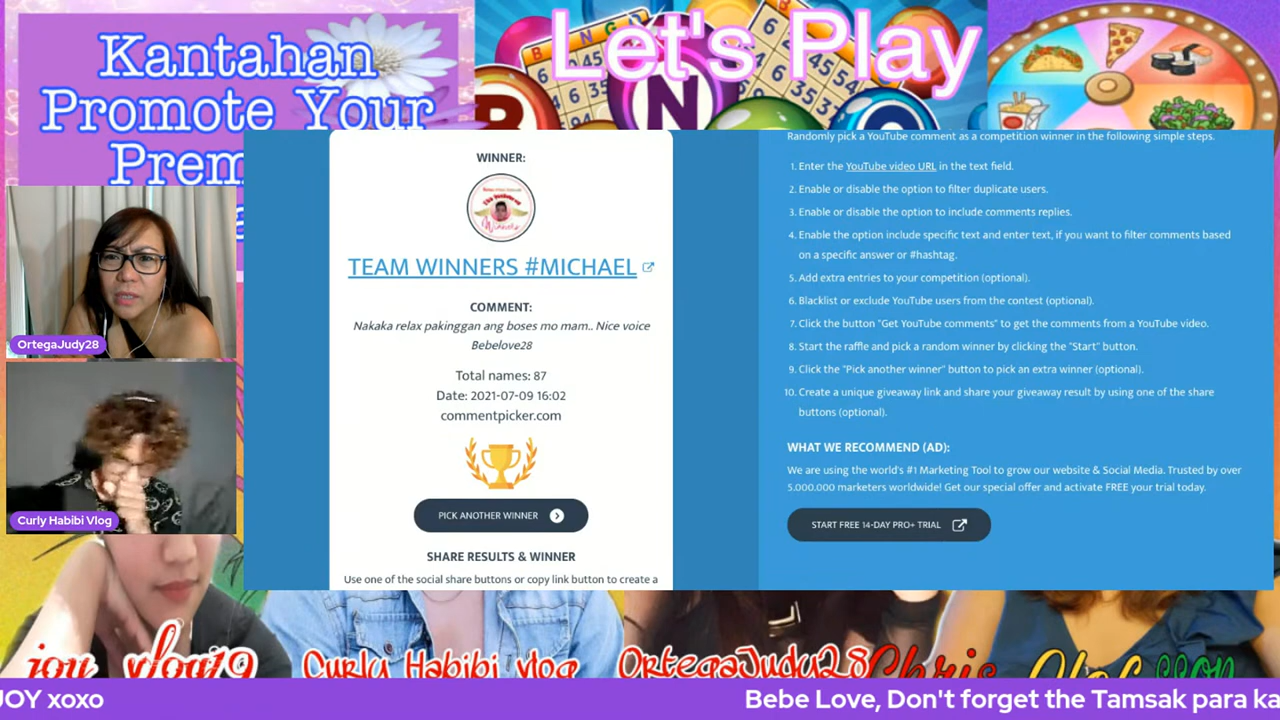 Kantahan
Promote Your
Prem
Let's Play
B I N G
N
OrtegaJudy28
Curly Habibi Vlog
WINNER:
TEAM WINNERS #MICHAEL
COMMENT:
Nakaka relax pakinggan ang boses mo mam.. Nice voice
Bebelove28
Total names: 87
Date: 2021-07-09 16:02
commentpicker.com
PICK ANOTHER WINNER
SHARE RESULTS & WINNER
Use one of the social share buttons or copy link button to create a
Randomly pick a YouTube comment as a competition winner in the following simple steps.
1. Enter the YouTube video URL in the text field.
2. Enable or disable the option to filter duplicate users.
3. Enable or disable the option to include comments replies.
4. Enable the option include specific text and enter text, if you want to filter comments based
on a specific answer or #hashtag.
5. Add extra entries to your competition (optional).
6. Blacklist or exclude YouTube users from the contest (optional).
7. Click the button "Get YouTube comments" to get the comments from a YouTube video.
8. Start the raffle and pick a random winner by clicking the "Start" button.
9. Click the "Pick another winner" button to pick an extra winner (optional).
10. Create a unique giveaway link and share your giveaway result by using one of the share
buttons (optional).
WHAT WE RECOMMEND (AD):
We are using the world's #1 Marketing Tool to grow our website & Social Media. Trusted by over
5.000.000 marketers worldwide! Get our special offer and activate FREE your trial today.
START FREE 14-DAY PRO+ TRIAL
joy vlog19
Curly Habibi vlog
OrtegaJudy28
Chris
JOY xoxo
Bebe Love, Don't forget the Tamsak para ka